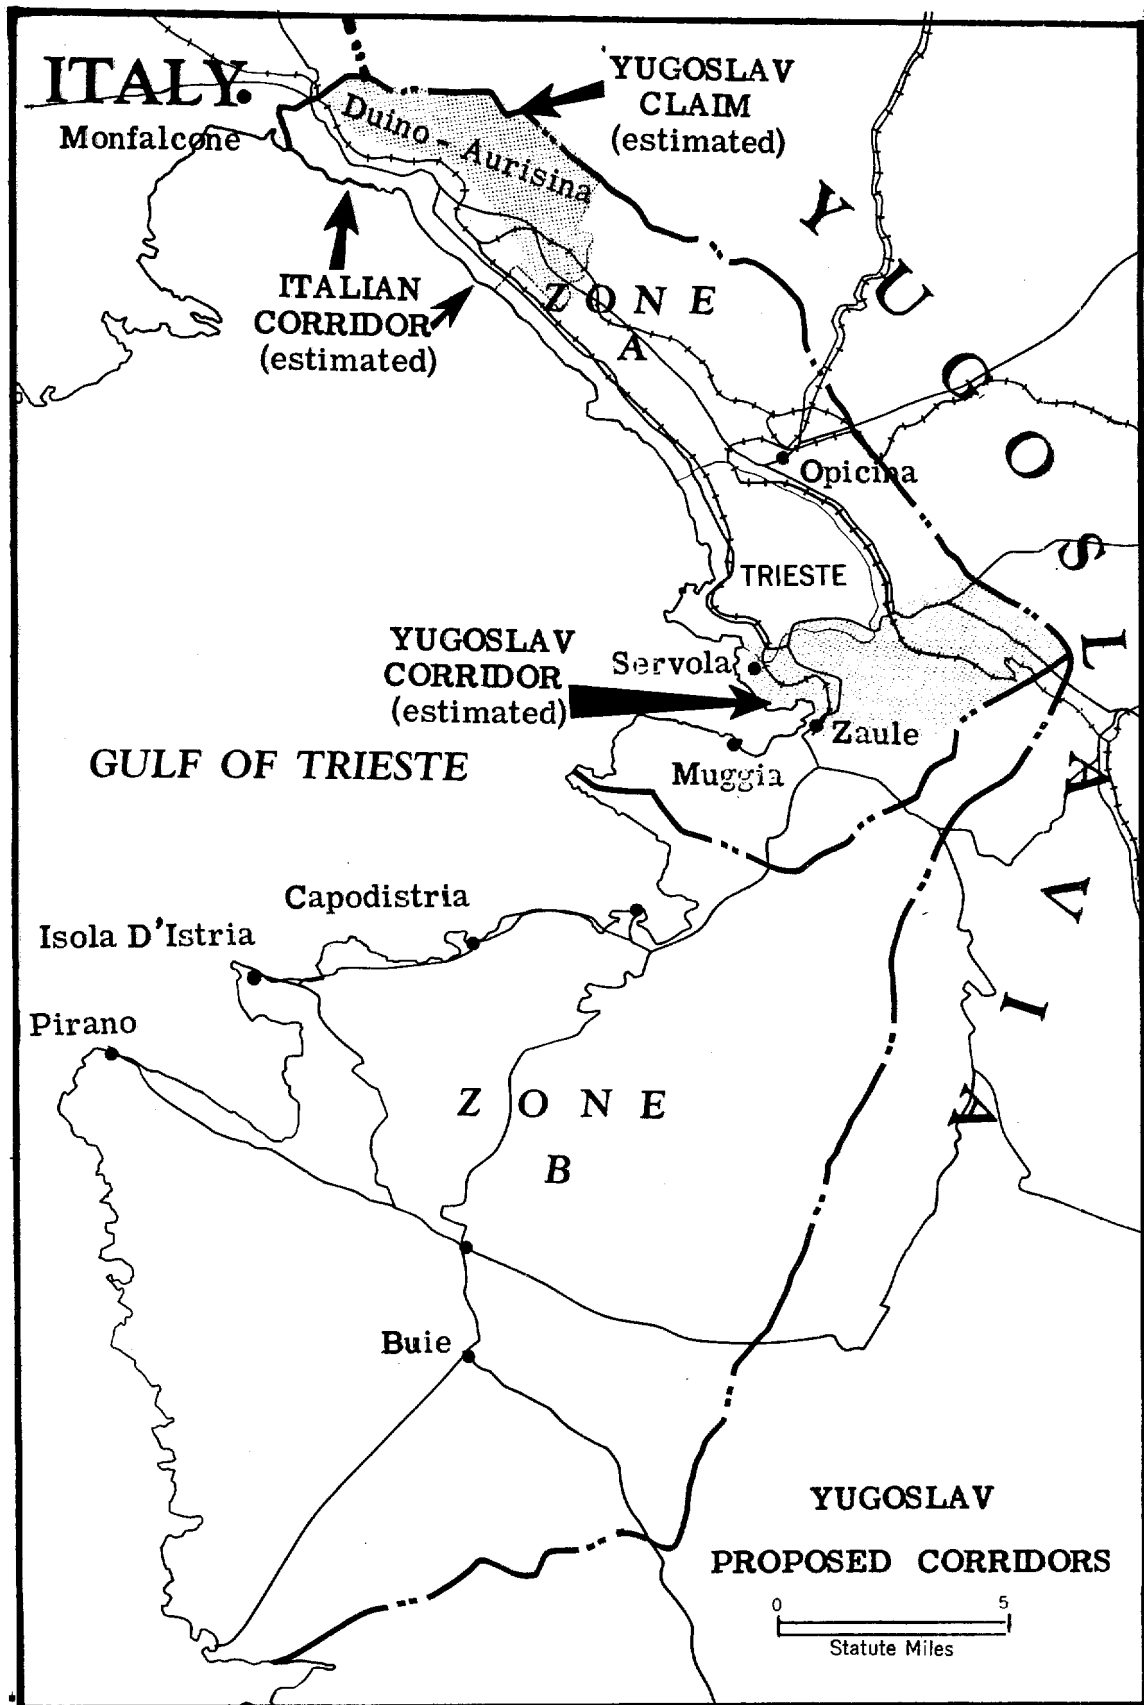 ITALY.
Monfalcone
YUGOSLAV
CLAIM
(estimated)
Duino - Aurisina
ITALIAN
CORRIDOR
(estimated)
ZONE
A
YUGOSLAVIA
Opicina
TRIESTE
YUGOSLAV
CORRIDOR
(estimated)
Servola
Zaule
Muggia
GULF OF TRIESTE
Capodistria
Isola D'Istria
Pirano
ZONE
B
Buie
YUGOSLAV
PROPOSED CORRIDORS
0 5
Statute Miles